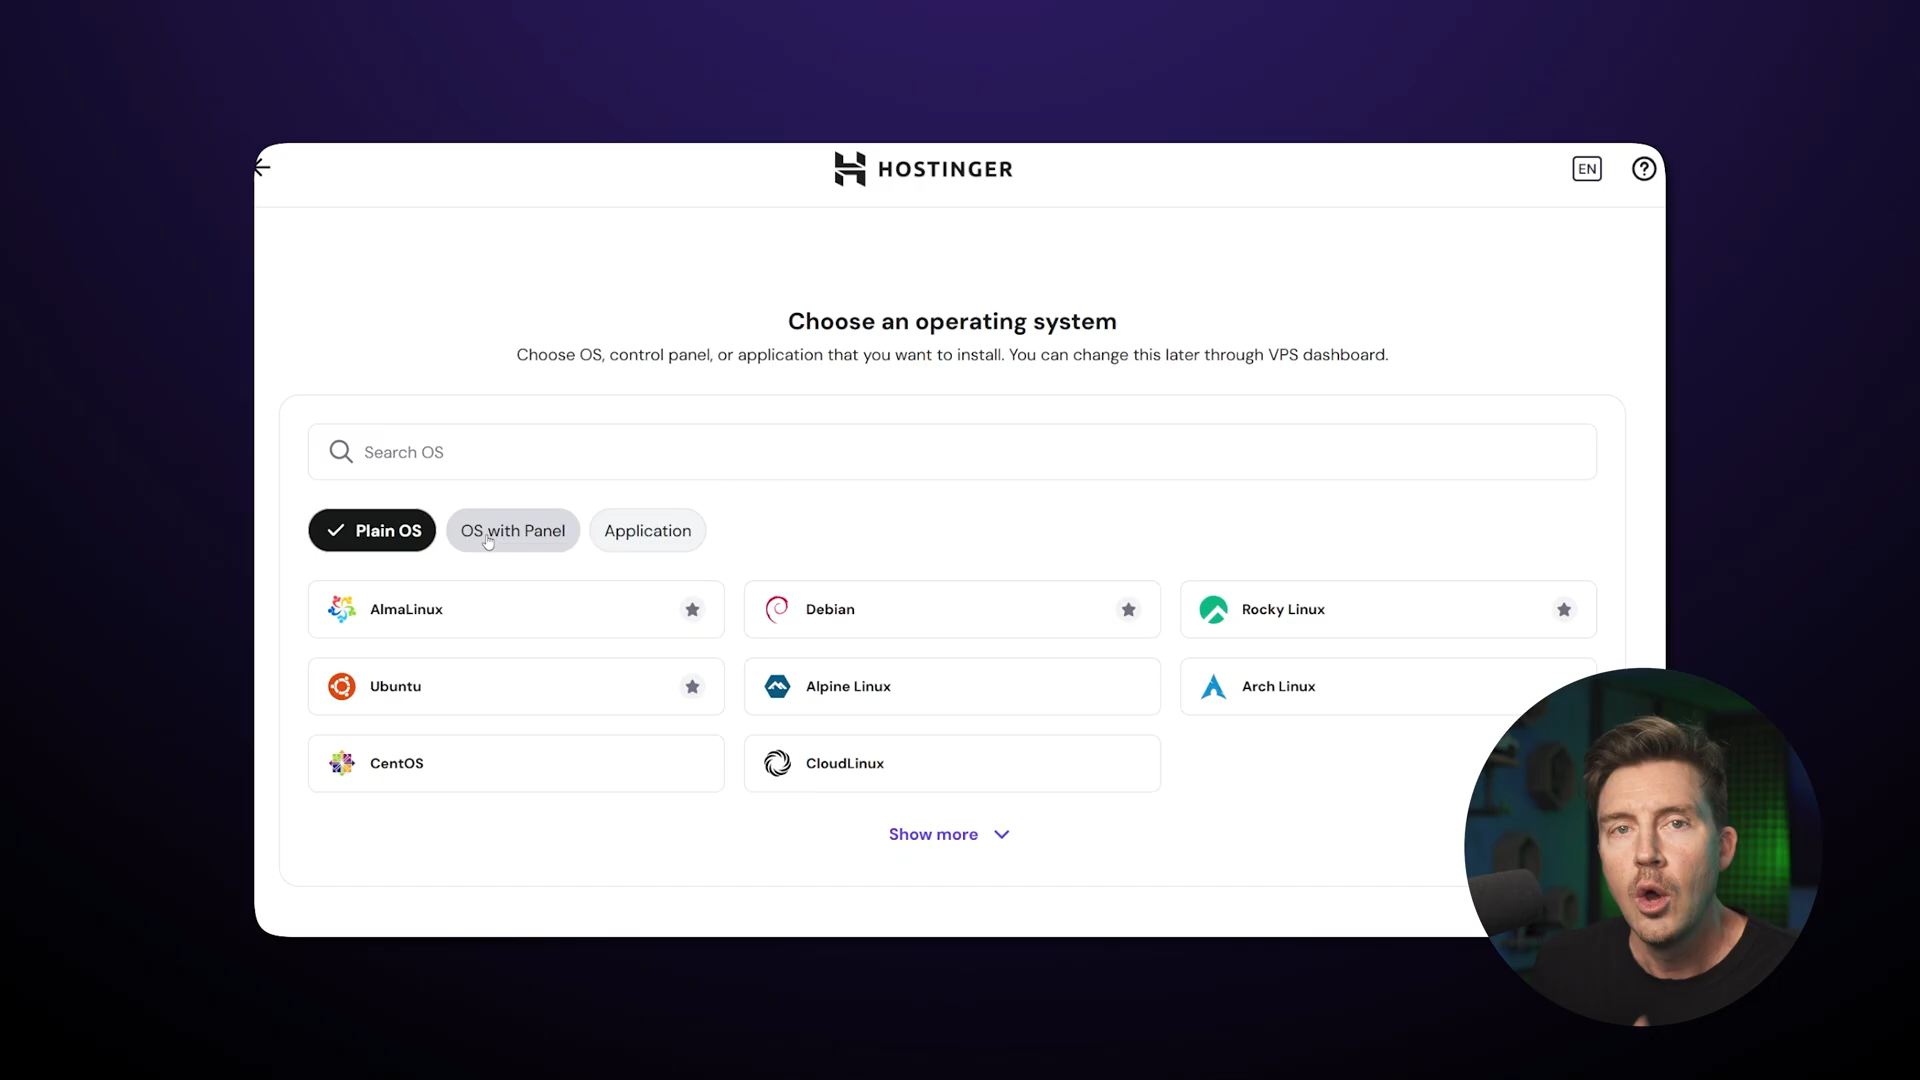 HOSTINGER
EN
?
Choose an operating system
Choose OS, control panel, or application that you want to install. You can change this later through VPS dashboard.
Search OS
Plain OS
OS with Panel
Application
AlmaLinux
Debian
Rocky Linux
Ubuntu
Alpine Linux
Arch Linux
CentOS
CloudLinux
Show more